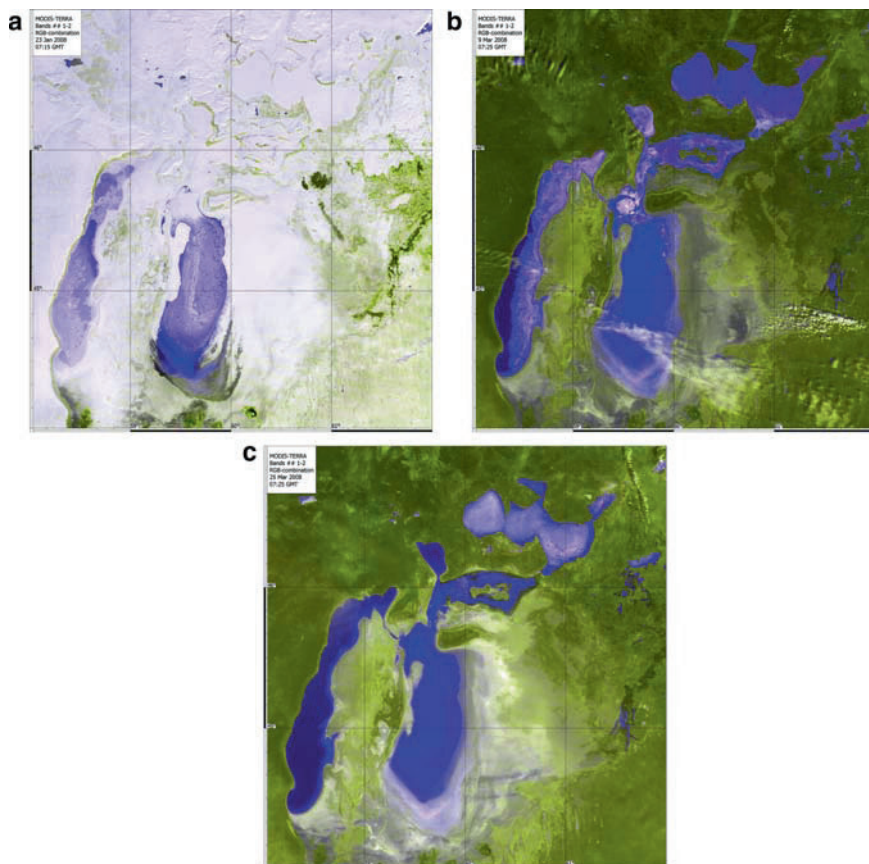 a
MODIS-TERRA
Bands ## 1-2
RGB-combination
23 Jan 2008
07:15 GMT
b
MODIS-TERRA
Bands ## 1-2
RGB-combination
9 Mar 2008
07:25 GMT
c
MODIS-TERRA
Bands ## 1-2
RGB-combination
25 Mar 2008
07:25 GMT